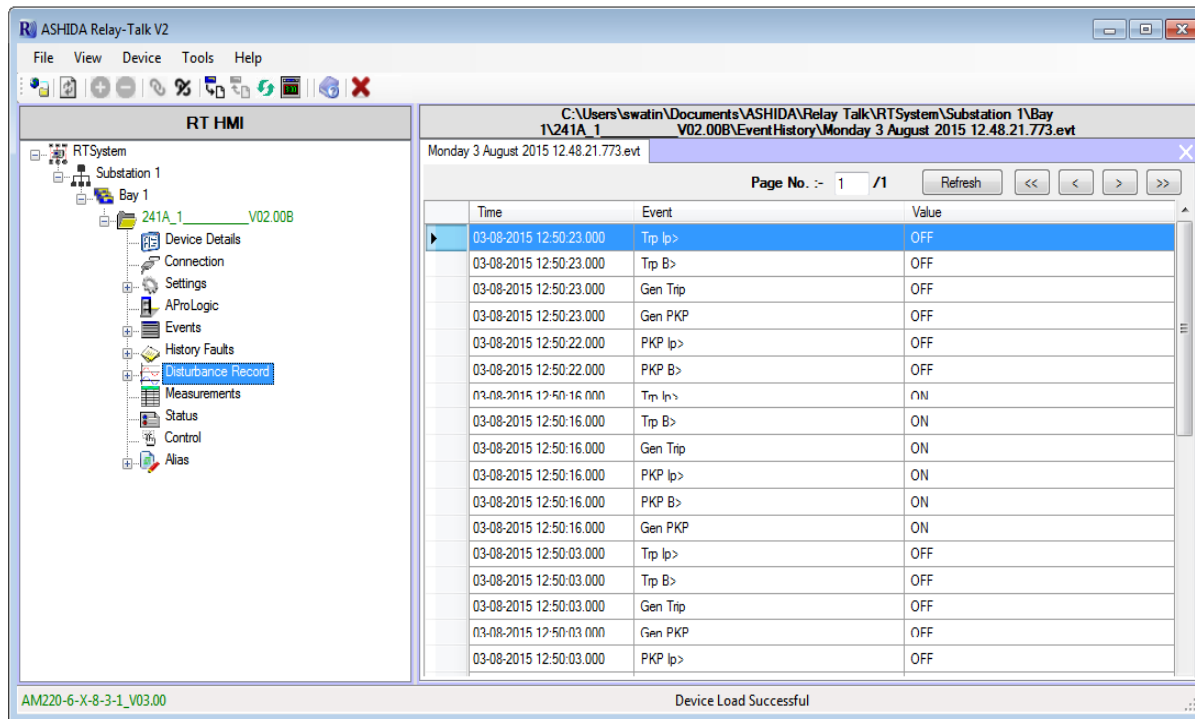 ASHIDA Relay-Talk V2
File View Device Tools Help
RT HMI
RTSystem
Substation 1
Bay 1
241A_1__________V02.00B
Device Details
Connection
Settings
AProLogic
Events
History Faults
Disturbance Record
Measurements
Status
Control
Alias
C:\Users\swatin\Documents\ASHIDA\Relay Talk\RTSystem\Substation 1\Bay
1\241A_1__________V02.00B\EventHistory\Monday 3 August 2015 12.48.21.773.evt
Monday 3 August 2015 12.48.21.773.evt
Page No. :- 1 /1 Refresh << < > >>
Time Event Value
03-08-2015 12:50:23.000 Trp Ip> OFF
03-08-2015 12:50:23.000 Trp B> OFF
03-08-2015 12:50:23.000 Gen Trip OFF
03-08-2015 12:50:23.000 Gen PKP OFF
03-08-2015 12:50:22.000 PKP Ip> OFF
03-08-2015 12:50:22.000 PKP B> OFF
03-08-2015 12:50:16.000 Trp Ip> ON
03-08-2015 12:50:16.000 Trp B> ON
03-08-2015 12:50:16.000 Gen Trip ON
03-08-2015 12:50:16.000 PKP Ip> ON
03-08-2015 12:50:16.000 PKP B> ON
03-08-2015 12:50:16.000 Gen PKP ON
03-08-2015 12:50:03.000 Trp Ip> OFF
03-08-2015 12:50:03.000 Trp B> OFF
03-08-2015 12:50:03.000 Gen Trip OFF
03-08-2015 12:50:03.000 Gen PKP OFF
03-08-2015 12:50:03.000 PKP Ip> OFF
AM220-6-X-8-3-1_V03.00 Device Load Successful